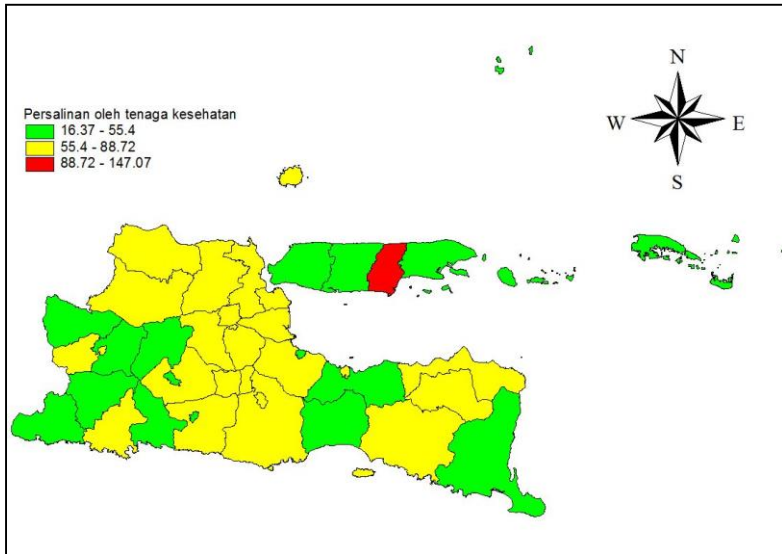 N
W E
S
Persalinan oleh tenaga kesehatan
16.37 - 55.4
55.4 - 88.72
88.72 - 147.07